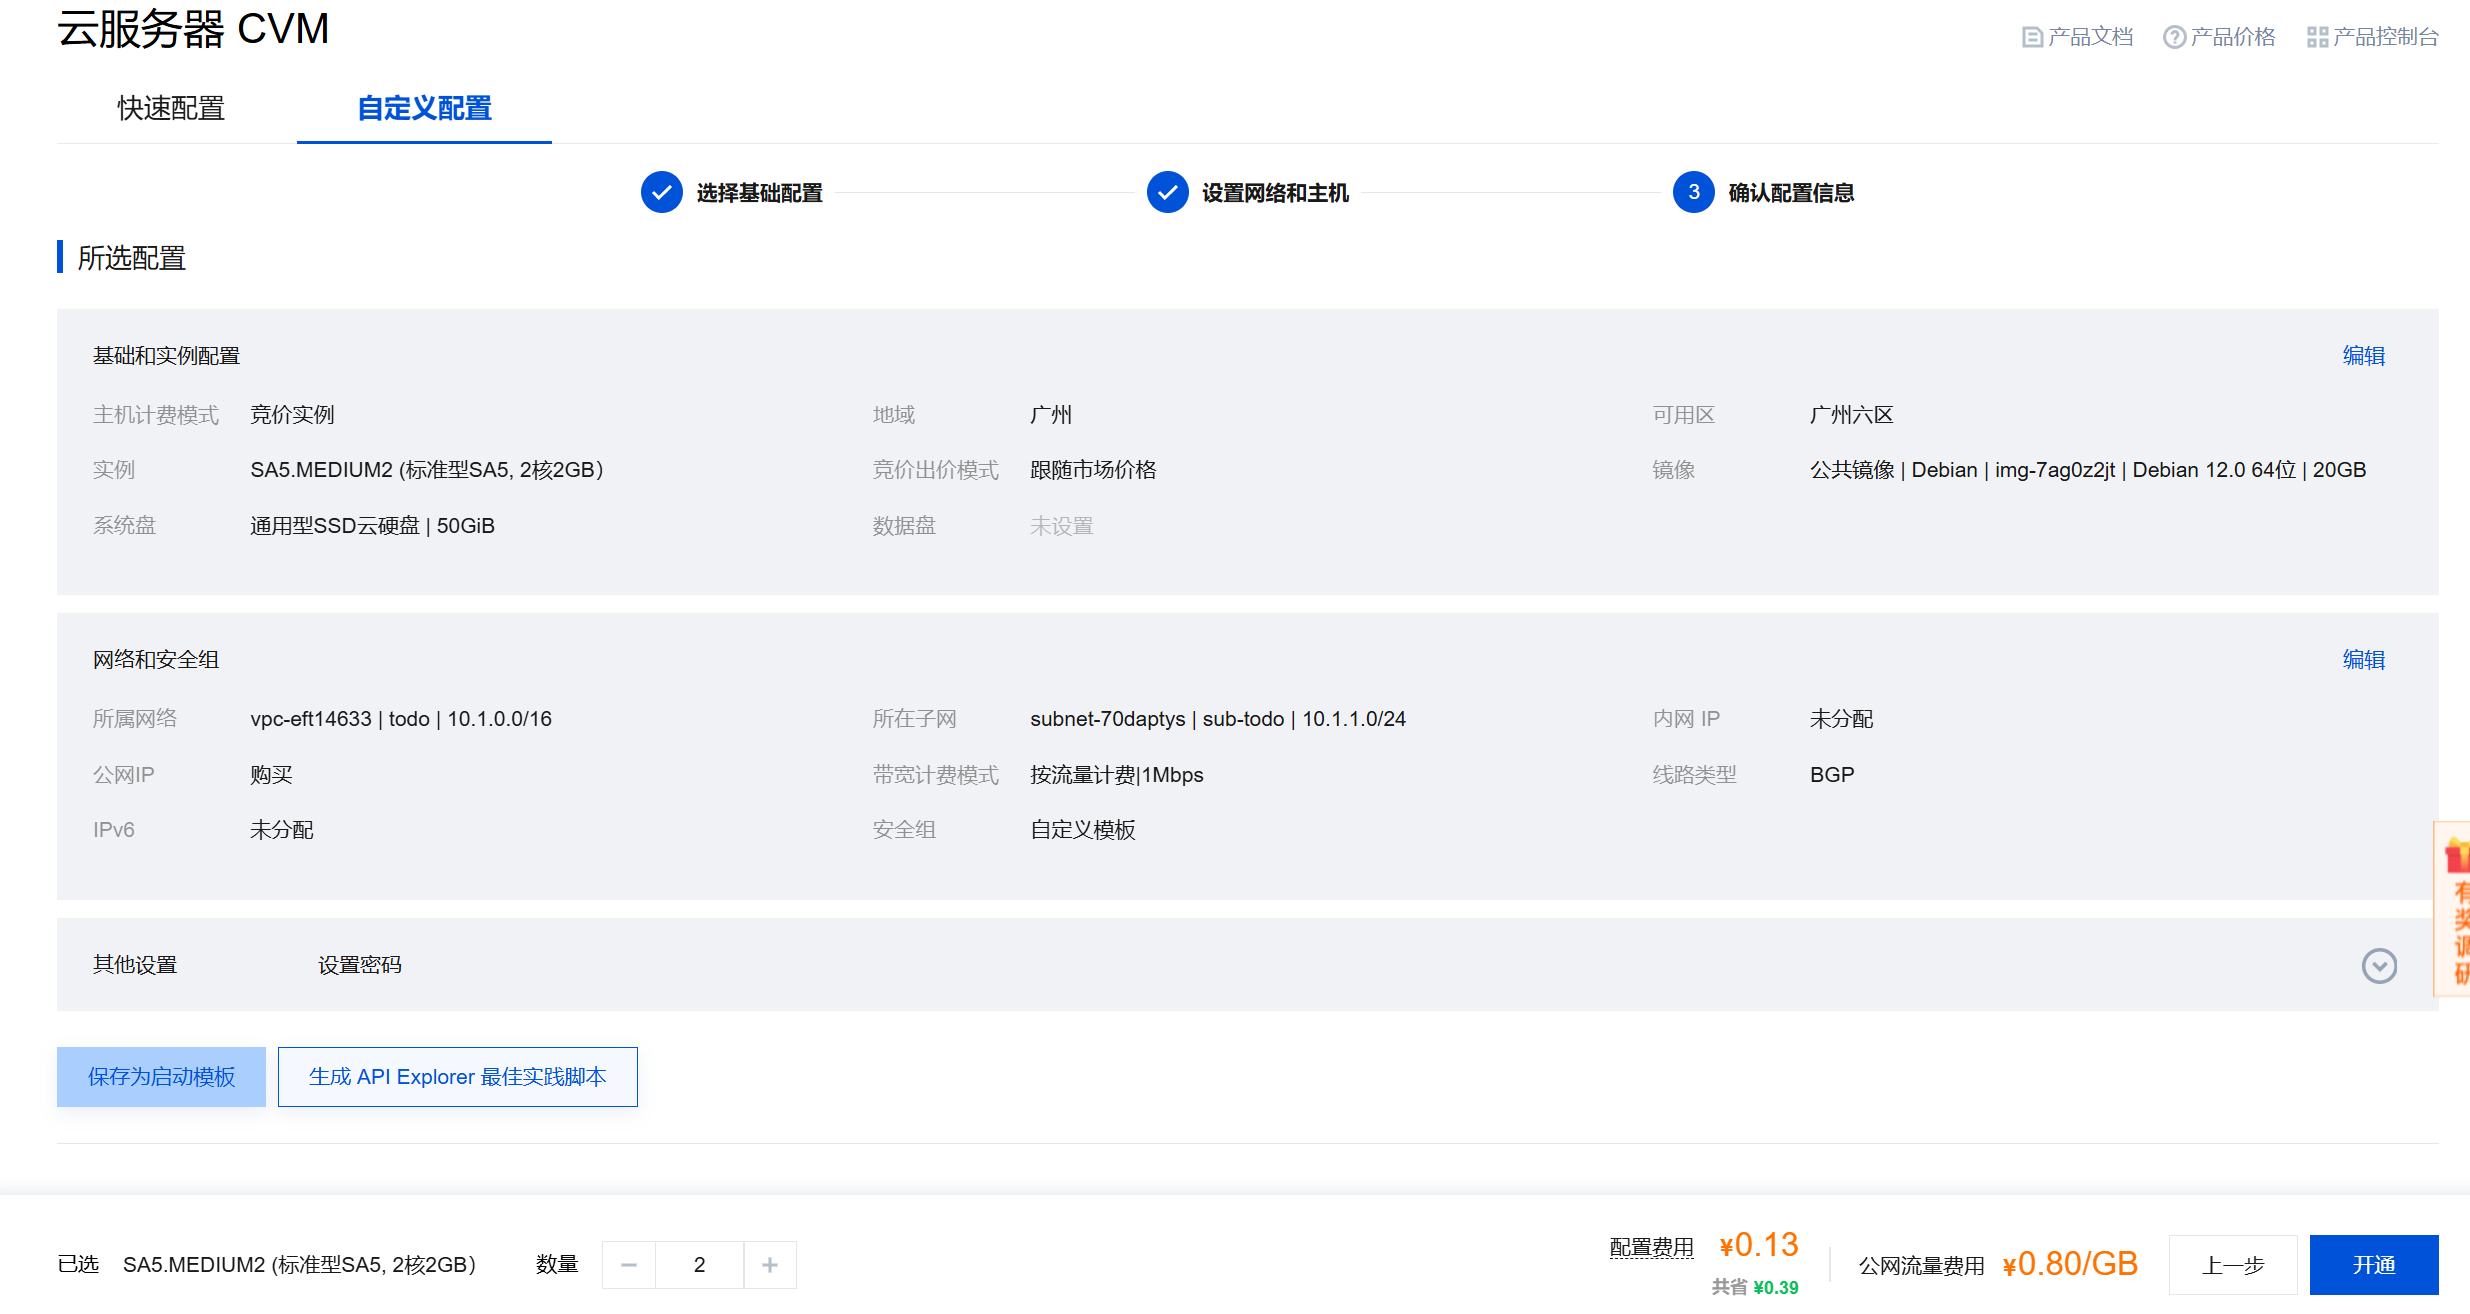 云服务器 CVM
产品文档 产品价格 产品控制台
快速配置 自定义配置
选择基础配置 设置网络和主机 3 确认配置信息
所选配置
基础和实例配置 编辑
主机计费模式 竞价实例 地域 广州 可用区 广州六区
实例 SA5.MEDIUM2 (标准型SA5, 2核2GB) 竞价出价模式 跟随市场价格 镜像 公共镜像 | Debian | img-7ag0z2jt | Debian 12.0 64位 | 20GB
系统盘 通用型SSD云硬盘 | 50GiB 数据盘 未设置
网络和安全组 编辑
所属网络 vpc-eft14633 | todo | 10.1.0.0/16 所在子网 subnet-70daptys | sub-todo | 10.1.1.0/24 内网 IP 未分配
公网IP 购买 带宽计费模式 按流量计费|1Mbps 线路类型 BGP
IPv6 未分配 安全组 自定义模板
有奖调研
其他设置 设置密码
保存为启动模板 生成 API Explorer 最佳实践脚本
已选 SA5.MEDIUM2 (标准型SA5, 2核2GB) 数量 2 配置费用 ¥0.13 公网流量费用 ¥0.80/GB 上一步 开通
共省 ¥0.39